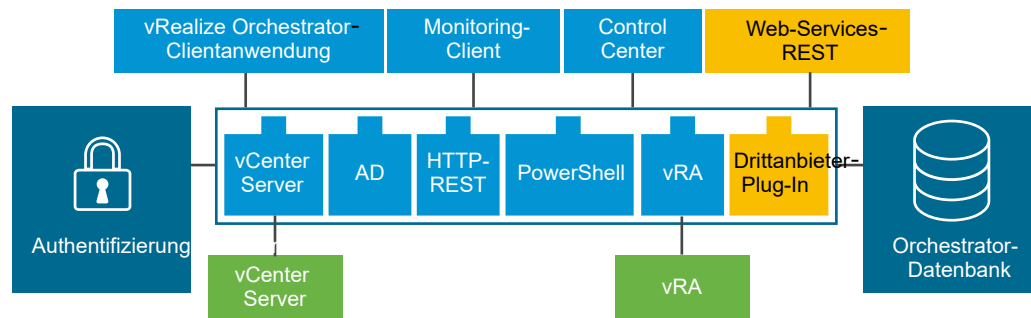 vRealize Orchestrator-
Clientanwendung
Monitoring-
Client
Control
Center
Web-Services-
REST
Authentifizierung
vCenter
Server
AD
HTTP-
REST
PowerShell
vRA
Drittanbieter-
Plug-In
Orchestrator-
Datenbank
vCenter
Server
vRA